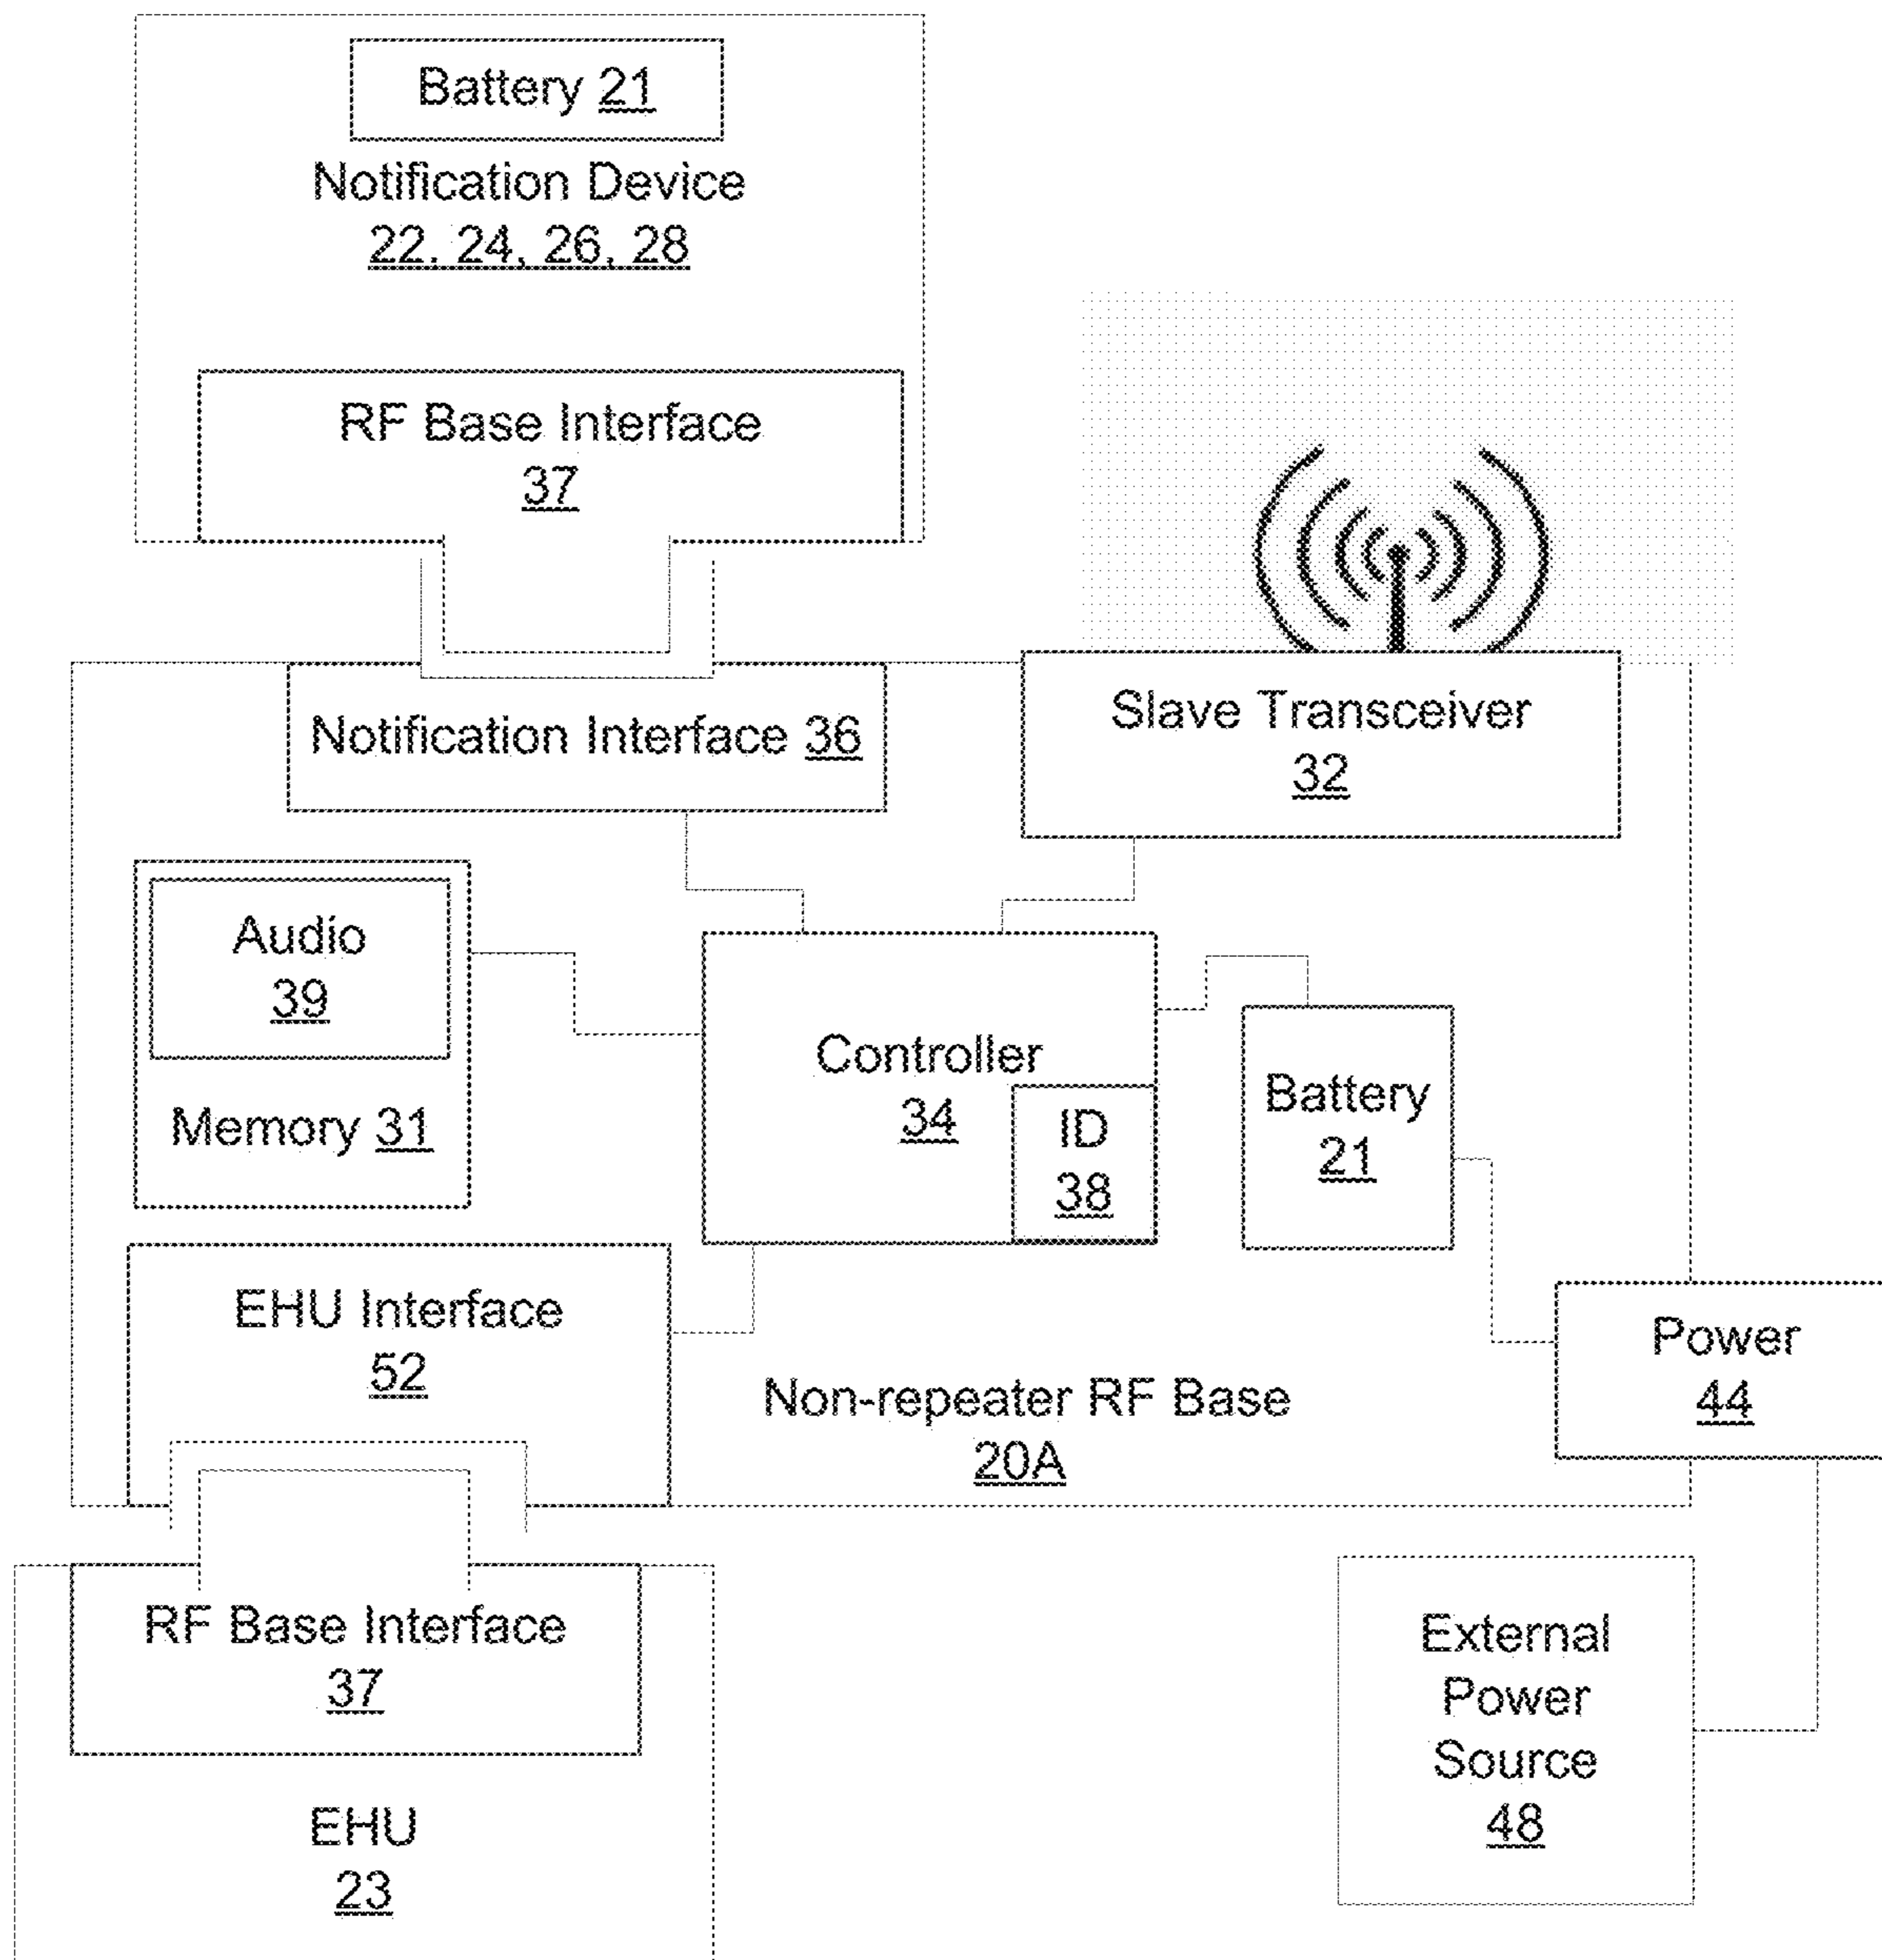 Battery 21
Notification Device
22. 24, 26, 28
RF Base Interface
37
Notification Interface 36
Slave Transceiver
32
Audio
39
Memory 31
Controller
34
ID
38
Battery
21
EHU Interface
52
Non-repeater RF Base
20A
Power
44
RF Base Interface
37
EHU
23
External
Power
Source
48